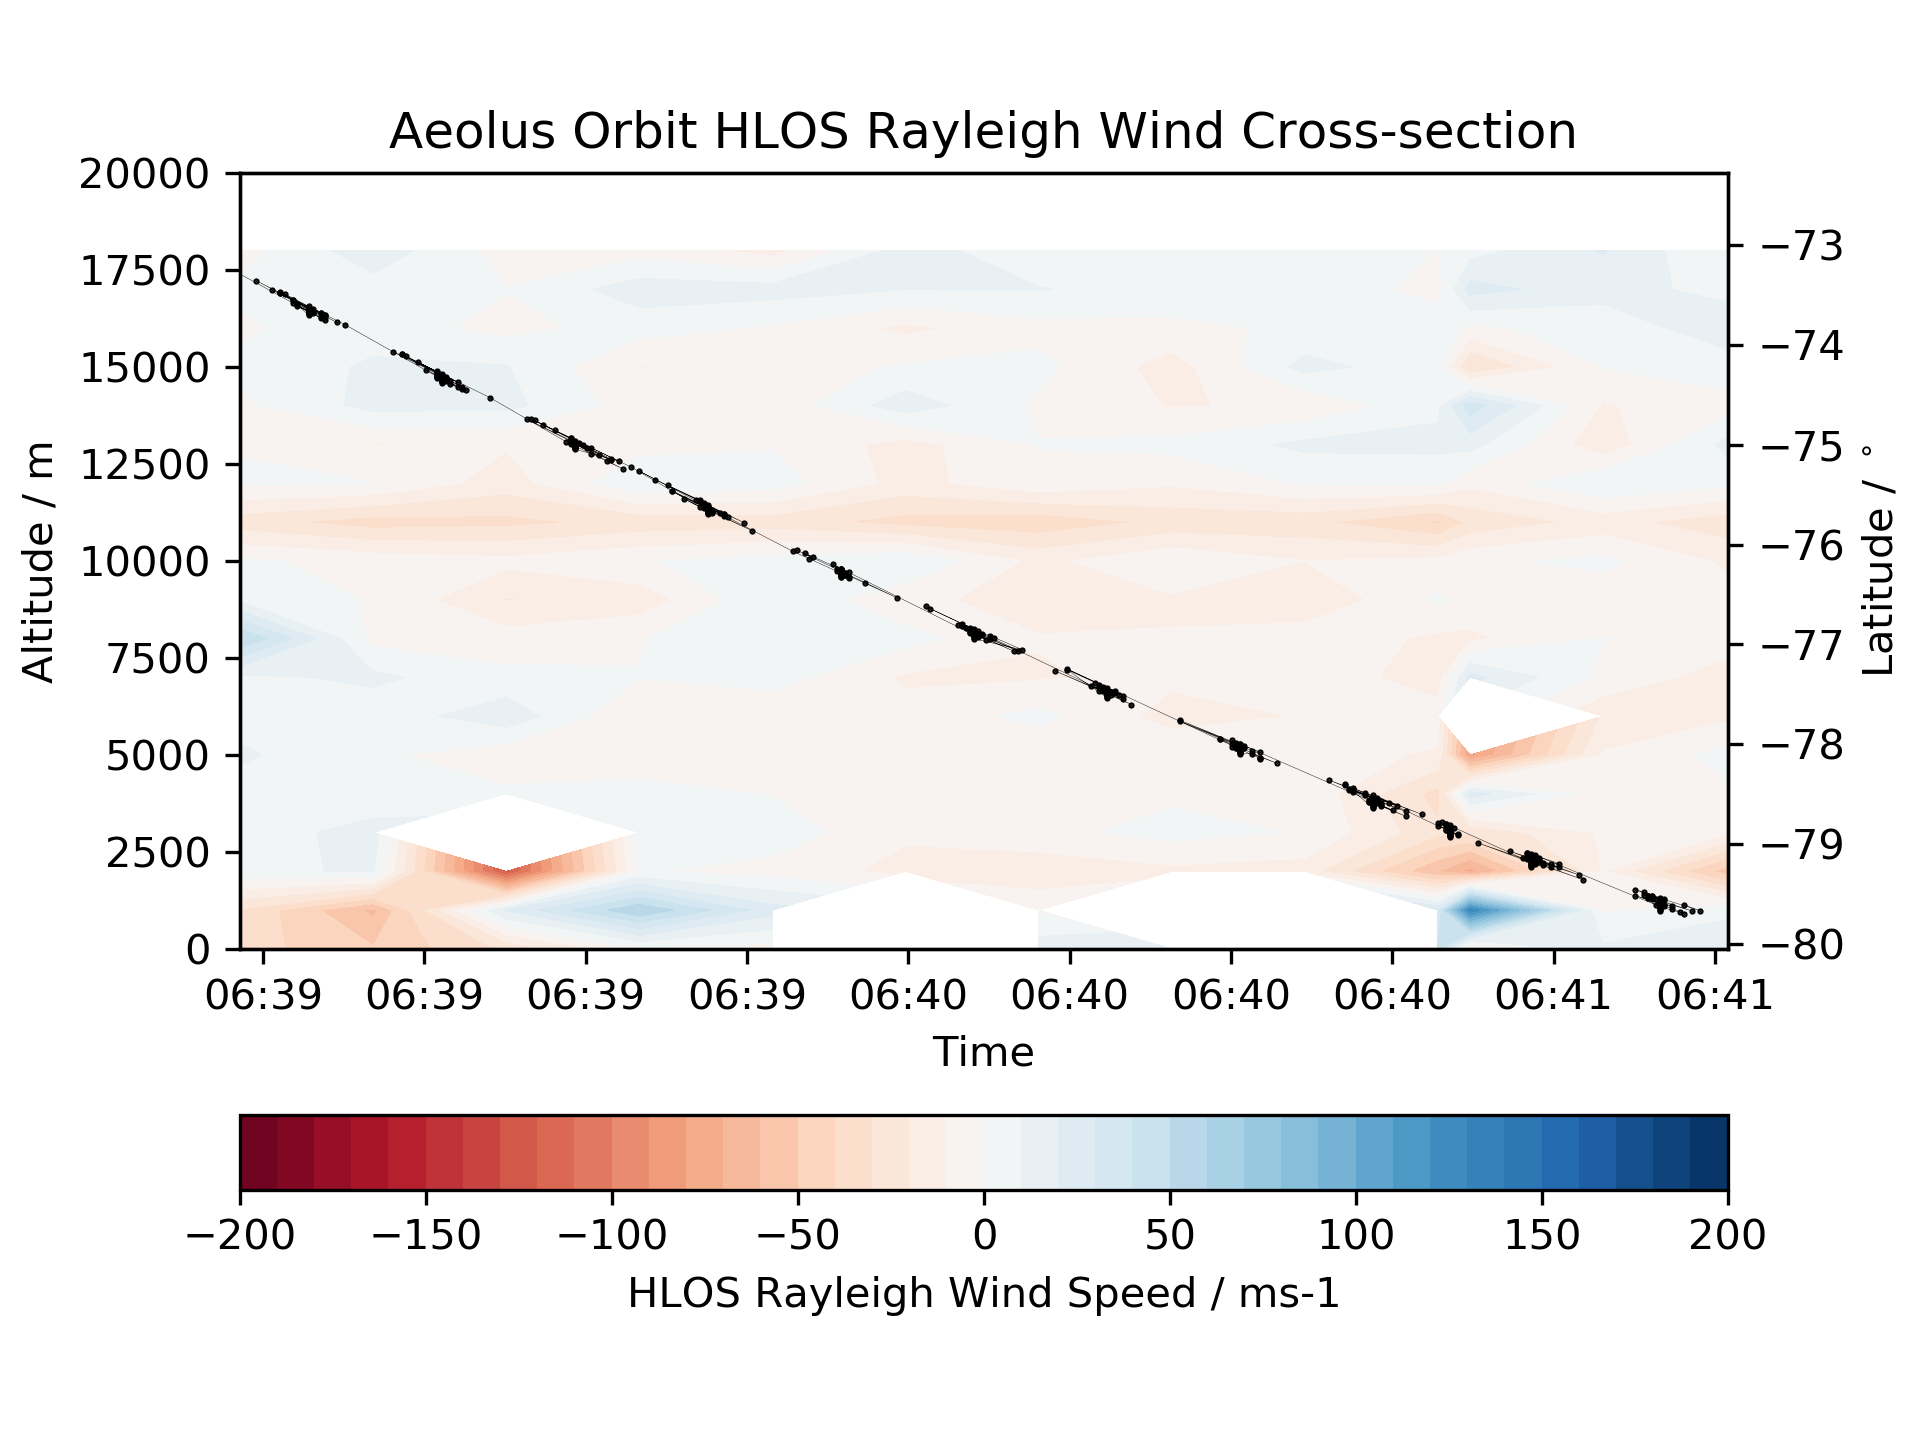 Aeolus Orbit HLOS Rayleigh Wind Cross-section
20000
17500
15000
12500
10000
7500
5000
2500
0
Altitude / m
−73
−74
−75
−76
−77
−78
−79
−80
Latitude / °
06:39 06:39 06:39 06:39 06:40 06:40 06:40 06:40 06:41 06:41
Time
−200 −150 −100 −50 0 50 100 150 200
HLOS Rayleigh Wind Speed / ms-1